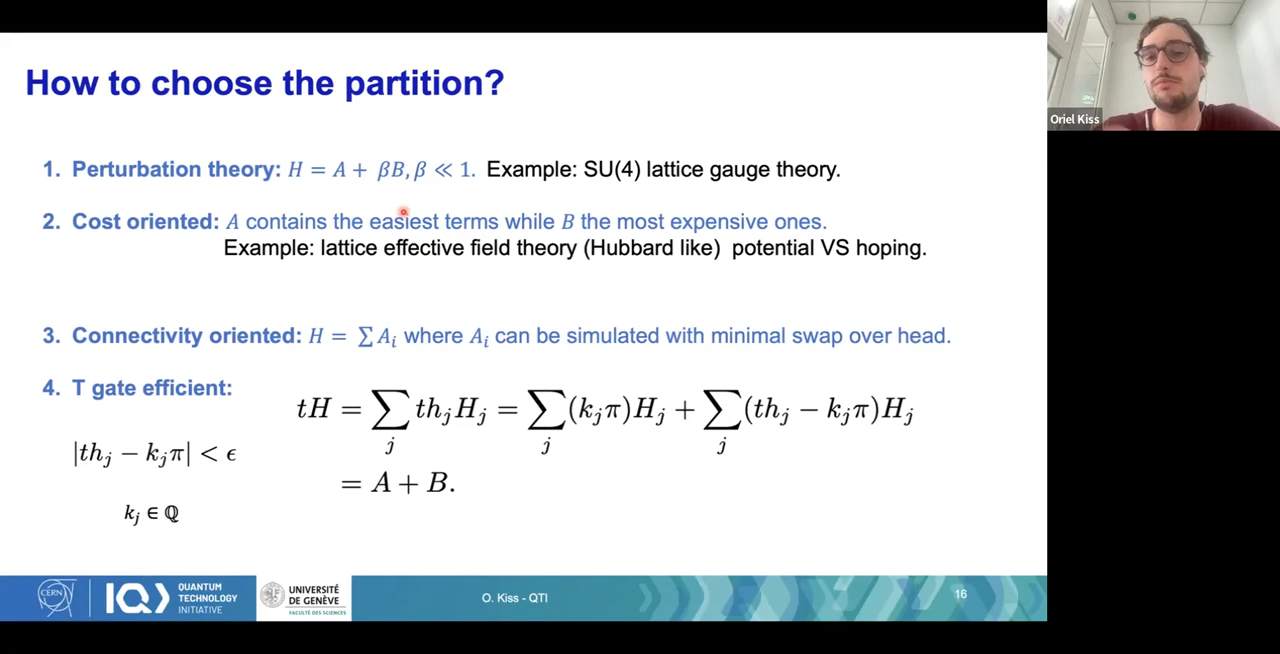 How to choose the partition?
Oriel Kiss
1. Perturbation theory: H = A + βB, β ≪ 1. Example: SU(4) lattice gauge theory.
2. Cost oriented: A contains the easiest terms while B the most expensive ones.
Example: lattice effective field theory (Hubbard like) potential VS hoping.
3. Connectivity oriented: H = ∑A_i where A_i can be simulated with minimal swap over head.
4. T gate efficient:
tH = ∑_j th_jH_j = ∑_j (k_jπ)H_j + ∑_j (th_j − k_jπ)H_j
|th_j − k_jπ| < ϵ
= A + B.
k_j ∈ ℚ
CERN
QUANTUM
TECHNOLOGY
INITIATIVE
UNIVERSITÉ
DE GENÈVE
FACULTÉ DES SCIENCES
O. Kiss - QTI
16